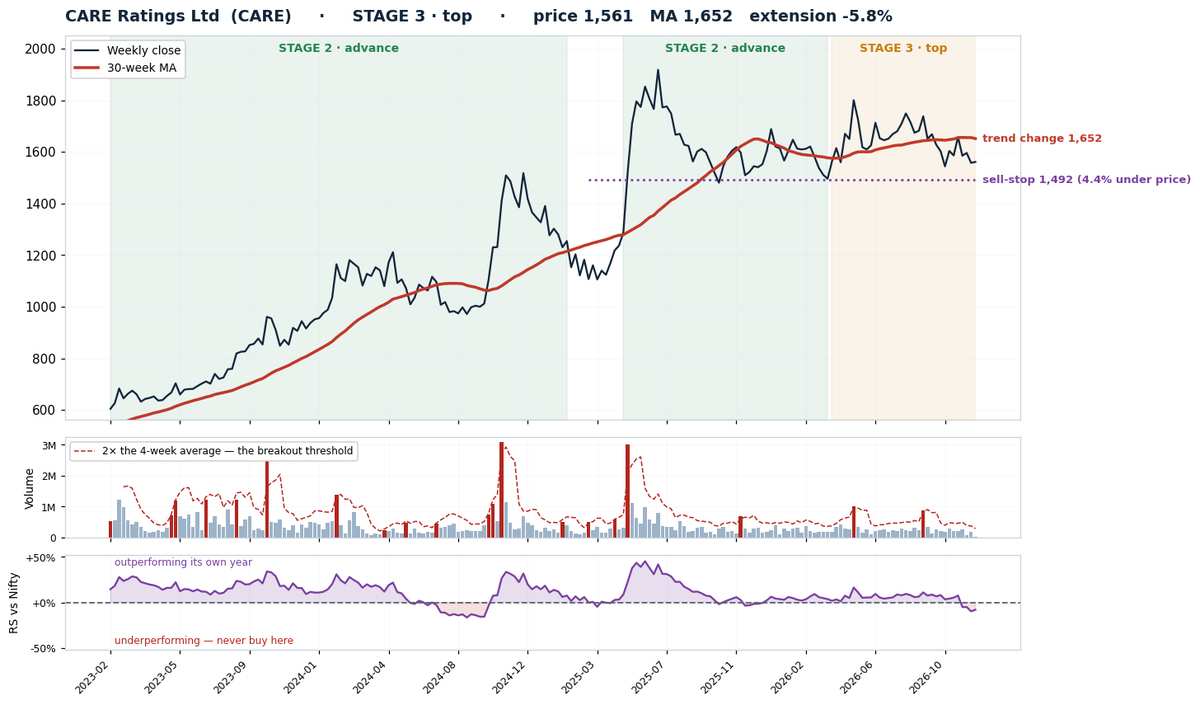 CARE Ratings Ltd (CARE) · STAGE 3 · top · price 1,561 MA 1,652 extension -5.8%
Weekly close
30-week MA
STAGE 2 · advance
STAGE 2 · advance
STAGE 3 · top
2000
1800
1600
1400
1200
1000
800
600
trend change 1,652
sell-stop 1,492 (4.4% under price)
2× the 4-week average — the breakout threshold
Volume
3M
2M
1M
0
RS vs Nifty
+50%
+0%
-50%
outperforming its own year
underperforming — never buy here
2023-02
2023-05
2023-09
2024-01
2024-04
2024-08
2024-12
2025-03
2025-07
2025-11
2026-02
2026-06
2026-10